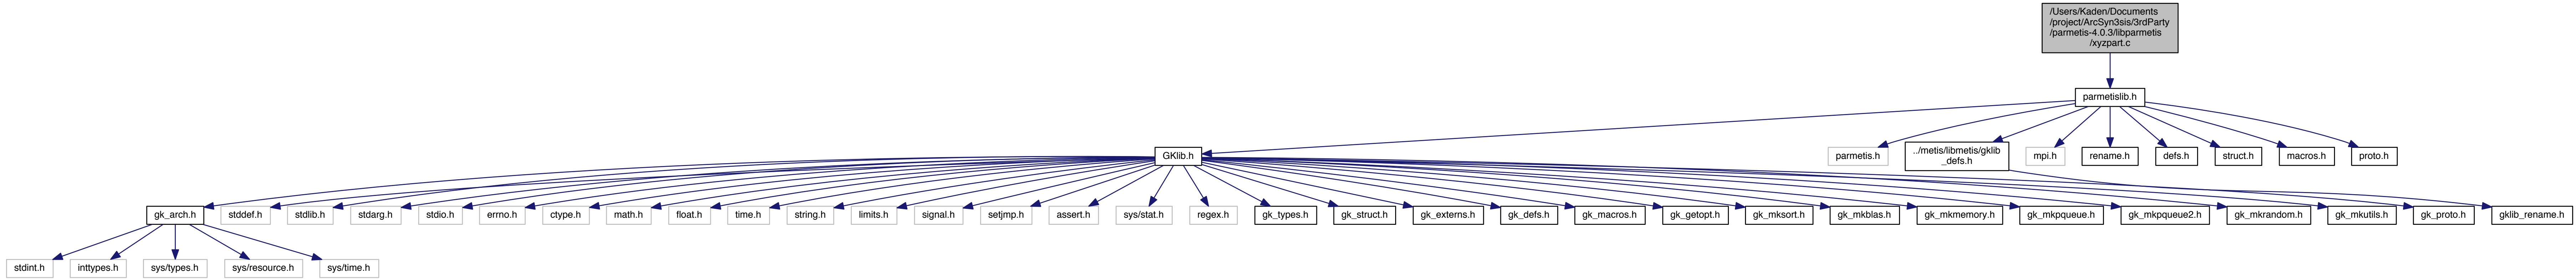 /Users/Kaden/Documents
/project/ArcSyn3sis/3rdParty
/parmetis-4.0.3/libparmetis
/xyzpart.c
parmetislib.h
GKlib.h
parmetis.h
../metis/libmetis/gklib
_defs.h
mpi.h
rename.h
defs.h
struct.h
macros.h
proto.h
gk_arch.h
stddef.h
stdlib.h
stdarg.h
stdio.h
errno.h
ctype.h
math.h
float.h
time.h
string.h
limits.h
signal.h
setjmp.h
assert.h
sys/stat.h
regex.h
gk_types.h
gk_struct.h
gk_externs.h
gk_defs.h
gk_macros.h
gk_getopt.h
gk_mksort.h
gk_mkblas.h
gk_mkmemory.h
gk_mkpqueue.h
gk_mkpqueue2.h
gk_mkrandom.h
gk_mkutils.h
gk_proto.h
gklib_rename.h
stdint.h
inttypes.h
sys/types.h
sys/resource.h
sys/time.h